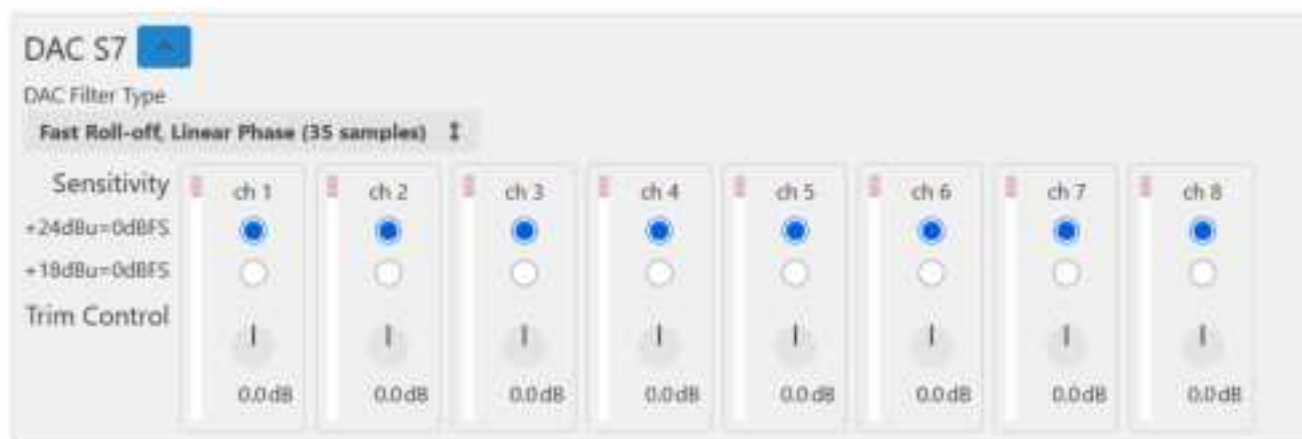 DAC S7
DAC Filter Type
Fast Roll-off, Linear Phase (35 samples)
Sensitivity ch 1 ch 2 ch 3 ch 4 ch 5 ch 6 ch 7 ch 8
+24dBu=0dBFS
+18dBu=0dBFS
Trim Control
0.0dB 0.0dB 0.0dB 0.0dB 0.0dB 0.0dB 0.0dB 0.0dB